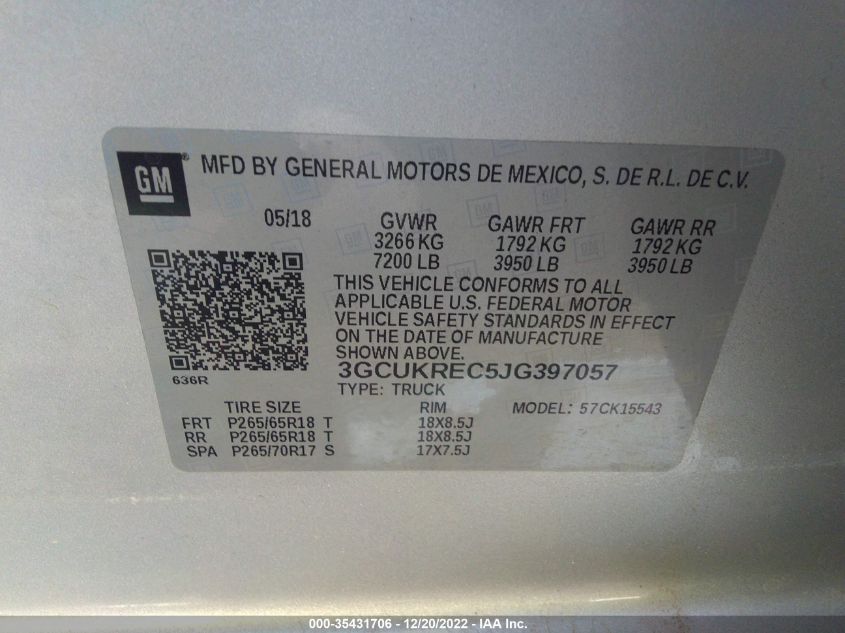 GM ® MFD BY GENERAL MOTORS DE MEXICO, S. DE R.L. DE C.V.
05/18 GVWR GAWR FRT GAWR RR
3266 KG 1792 KG 1792 KG
7200 LB 3950 LB 3950 LB
THIS VEHICLE CONFORMS TO ALL
APPLICABLE U.S. FEDERAL MOTOR
VEHICLE SAFETY STANDARDS IN EFFECT
ON THE DATE OF MANUFACTURE
SHOWN ABOVE.
3GCUKREC5JG397057
636R
TYPE: TRUCK
TIRE SIZE RIM MODEL: 57CK15543
FRT P265/65R18 T 18X8.5J
RR P265/65R18 T 18X8.5J
SPA P265/70R17 S 17X7.5J
000-35431706 - 12/20/2022 - IAA Inc.